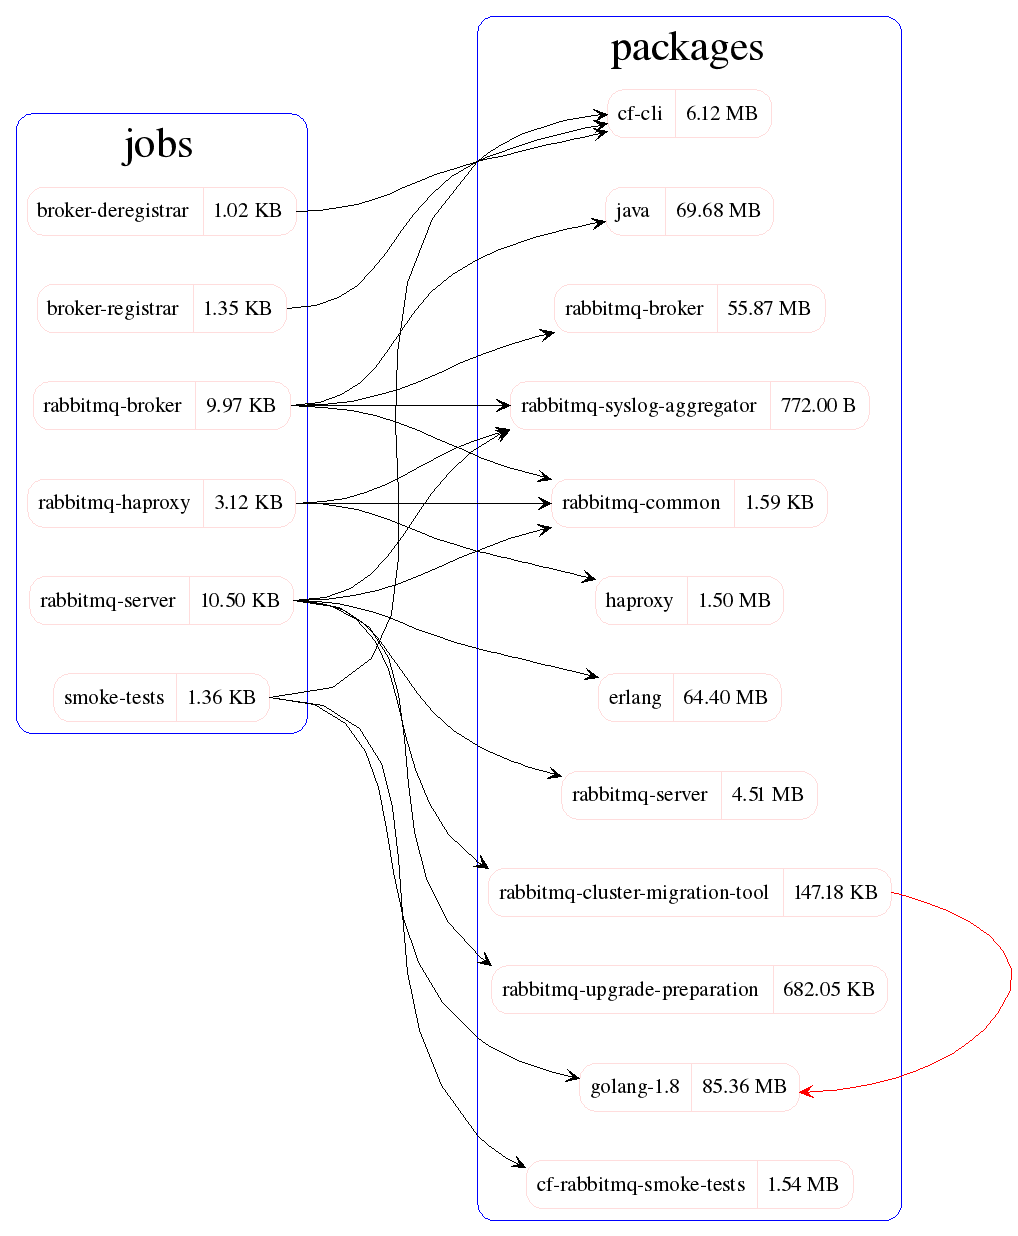 jobs
broker-deregistrar 1.02 KB
broker-registrar 1.35 KB
rabbitmq-broker 9.97 KB
rabbitmq-haproxy 3.12 KB
rabbitmq-server 10.50 KB
smoke-tests 1.36 KB
packages
cf-cli 6.12 MB
java 69.68 MB
rabbitmq-broker 55.87 MB
rabbitmq-syslog-aggregator 772.00 B
rabbitmq-common 1.59 KB
haproxy 1.50 MB
erlang 64.40 MB
rabbitmq-server 4.51 MB
rabbitmq-cluster-migration-tool 147.18 KB
rabbitmq-upgrade-preparation 682.05 KB
golang-1.8 85.36 MB
cf-rabbitmq-smoke-tests 1.54 MB